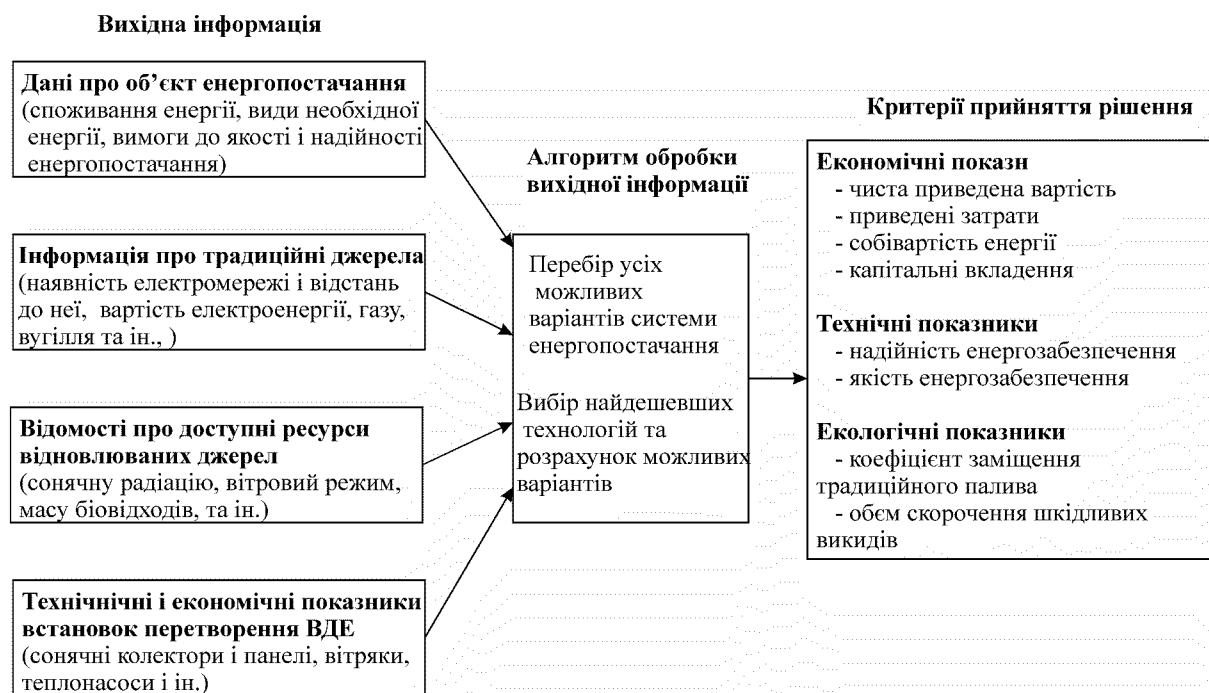 Вихідна інформація
Дані про об’єкт енергопостачання
(споживання енергії, види необхідної
енергії, вимоги до якості і надійності
енергопостачання)
Інформація про традиційні джерела
(наявність електромережі і відстань
до неї, вартість електроенергії, газу,
вугілля та ін., )
Відомості про доступні ресурси
відновлюваних джерел
(сонячну радіацію, вітровий режим,
масу біовідходів, та ін.)
Технічнічні і економічні показники
встановок перетворення ВДЕ
(сонячні колектори і панелі, вітряки,
теплонасоси і ін.)
Алгоритм обробки
вихідної інформації
Перебір усіх
можливих
варіантів системи
енергопостачання
Вибір найдешевших
технологій та
розрахунок можливих
варіантів
Критерії прийняття рішення
Економічні показн
- чиста приведена вартість
- приведені затрати
- собівартість енергії
- капітальні вкладення
Технічні показники
- надійність енергозабезпечення
- якість енергозабезпечення
Екологічні показники
- коефіцієнт заміщення
традиційного палива
- обєм скорочення шкідливих
викидів